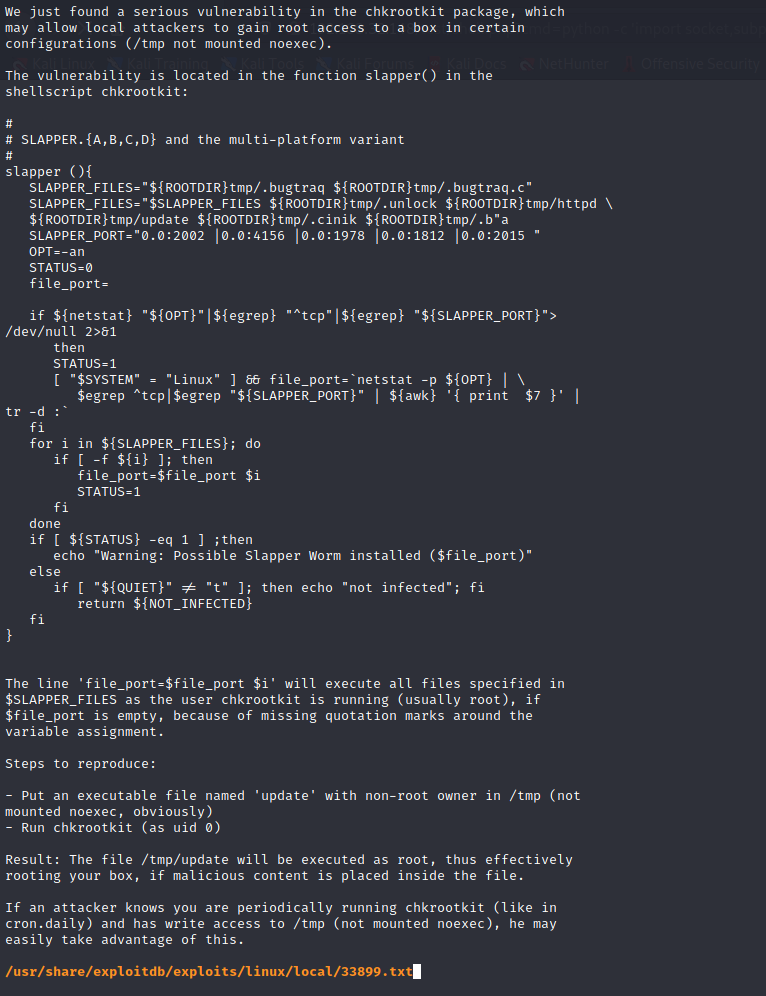 We just found a serious vulnerability in the chkrootkit package, which
may allow local attackers to gain root access to a box in certain
configurations (/tmp not mounted noexec).
Kali Forums
Kali Docs
NetHunter
Offensive Security
The vulnerability is located in the function slapper() in the
shellscript chkrootkit:
#
# SLAPPER.{A,B,C,D} and the multi-platform variant
#
slapper (){
   SLAPPER_FILES="${ROOTDIR}tmp/.bugtraq ${ROOTDIR}tmp/.bugtraq.c"
   SLAPPER_FILES="$SLAPPER_FILES ${ROOTDIR}tmp/.unlock ${ROOTDIR}tmp/httpd \
   ${ROOTDIR}tmp/update ${ROOTDIR}tmp/.cinik ${ROOTDIR}tmp/.b"a
   SLAPPER_PORT="0.0:2002 |0.0:4156 |0.0:1978 |0.0:1812 |0.0:2015 "
   OPT=-an
   STATUS=0
   file_port=
   if ${netstat} "${OPT}"|${egrep} "^tcp"|${egrep} "${SLAPPER_PORT}">
/dev/null 2>&1
      then
      STATUS=1
      [ "$SYSTEM" = "Linux" ] && file_port=`netstat -p ${OPT} | \
         $egrep ^tcp|$egrep "${SLAPPER_PORT}" | ${awk} '{ print  $7 }' |
tr -d :`
   fi
   for i in ${SLAPPER_FILES}; do
      if [ -f ${i} ]; then
         file_port=$file_port $i
         STATUS=1
      fi
   done
   if [ ${STATUS} -eq 1 ] ;then
      echo "Warning: Possible Slapper Worm installed ($file_port)"
   else
      if [ "${QUIET}" != "t" ]; then echo "not infected"; fi
         return ${NOT_INFECTED}
   fi
}
The line 'file_port=$file_port $i' will execute all files specified in
$SLAPPER_FILES as the user chkrootkit is running (usually root), if
$file_port is empty, because of missing quotation marks around the
variable assignment.
Steps to reproduce:
- Put an executable file named 'update' with non-root owner in /tmp (not
mounted noexec, obviously)
- Run chkrootkit (as uid 0)
Result: The file /tmp/update will be executed as root, thus effectively
rooting your box, if malicious content is placed inside the file.
If an attacker knows you are periodically running chkrootkit (like in
cron.daily) and has write access to /tmp (not mounted noexec), he may
easily take advantage of this.
/usr/share/exploitdb/exploits/linux/local/33899.txt